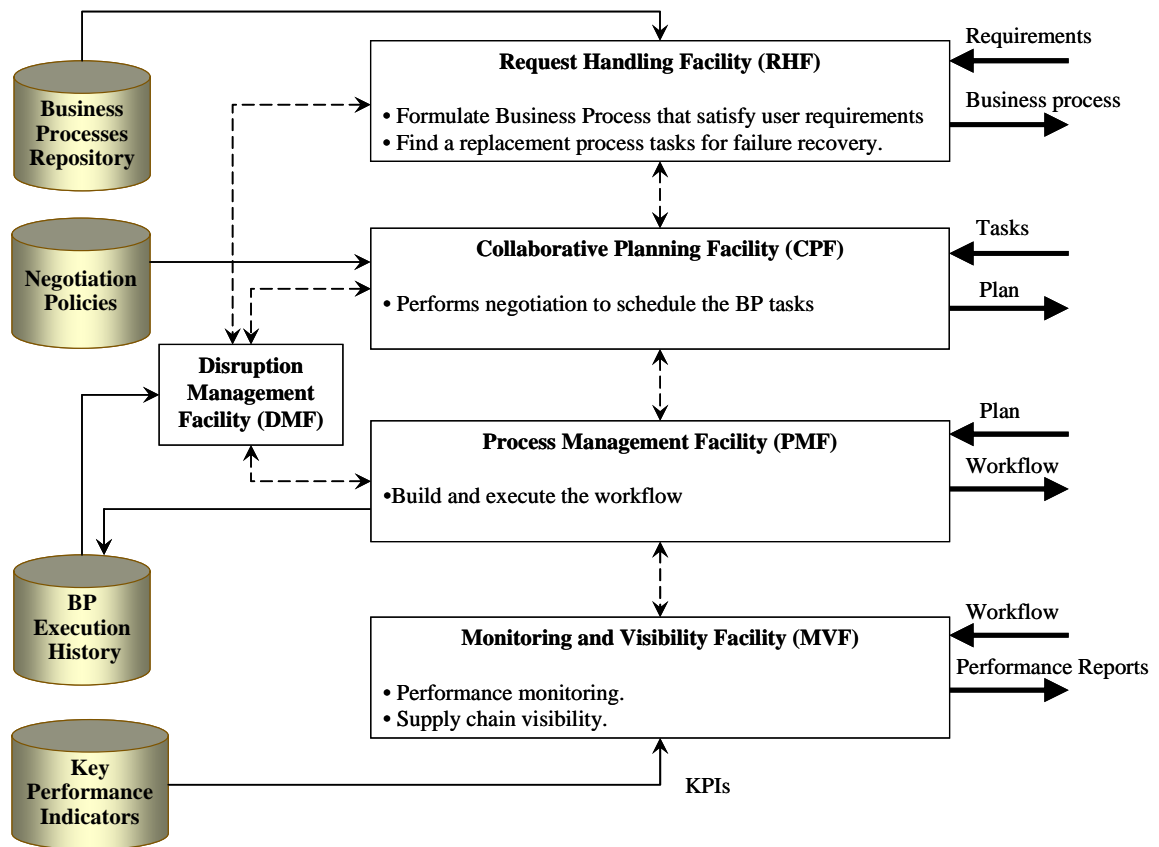 Requirements
Request Handling Facility (RHF)
Business
Processes
Repository
Business process
• Formulate Business Process that satisfy user requirements
• Find a replacement process tasks for failure recovery.
Tasks
Collaborative Planning Facility (CPF)
Negotiation
Policies
Plan
• Performs negotiation to schedule the BP tasks
Disruption
Management
Facility (DMF)
Plan
Process Management Facility (PMF)
Workflow
•Build and execute the workflow
BP
Execution
History
Workflow
Monitoring and Visibility Facility (MVF)
Performance Reports
• Performance monitoring.
• Supply chain visibility.
Key
Performance
Indicators
KPIs